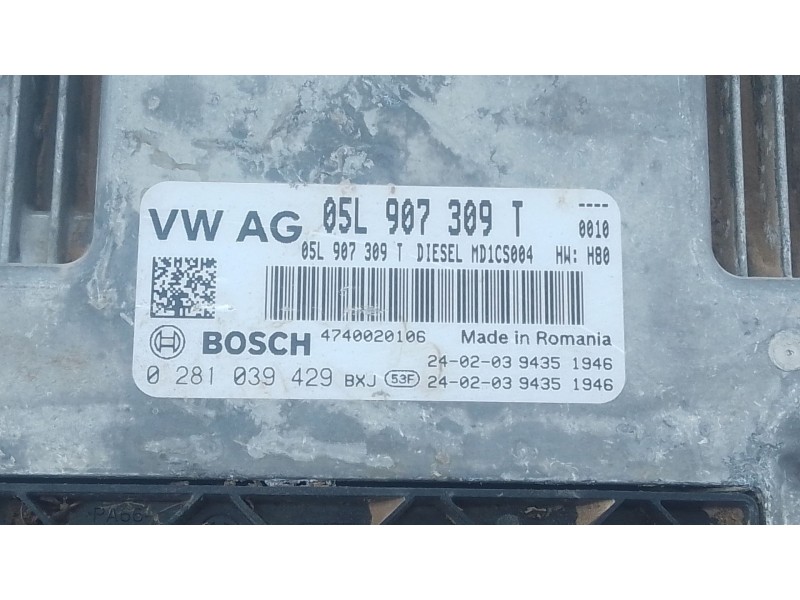 VW AG 05L 907 309 T ----
0010
05L 907 309 T DIESEL MD1CS004 HW: H80
BOSCH 4740020106 Made in Romania
24-02-03 9435 1946
0 281 039 429 BXJ 53F 24-02-03 9435 1946
PA66